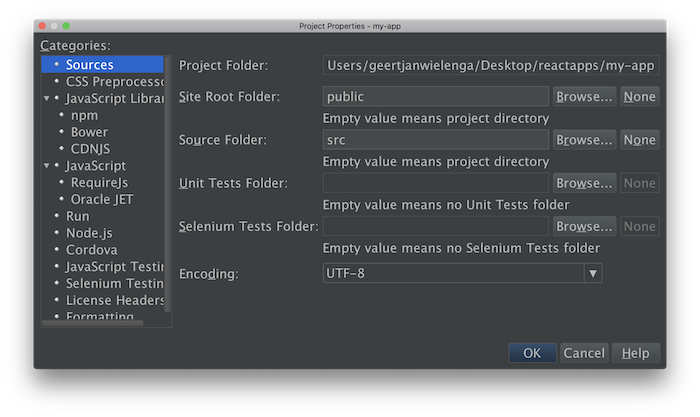 Project Properties - my-app
Categories:
Sources
CSS Preprocesso
JavaScript Librar
npm
Bower
CDNJS
JavaScript
RequireJs
Oracle JET
Run
Node.js
Cordova
JavaScript Testin
Selenium Testin
License Headers
Formatting
Project Folder: Users/geertjanwielenga/Desktop/reactapps/my-app
Site Root Folder: public Browse... None
Empty value means project directory
Source Folder: src Browse... None
Empty value means project directory
Unit Tests Folder: Browse... None
Empty value means no Unit Tests folder
Selenium Tests Folder: Browse... None
Empty value means no Selenium Tests folder
Encoding: UTF-8
OK Cancel Help